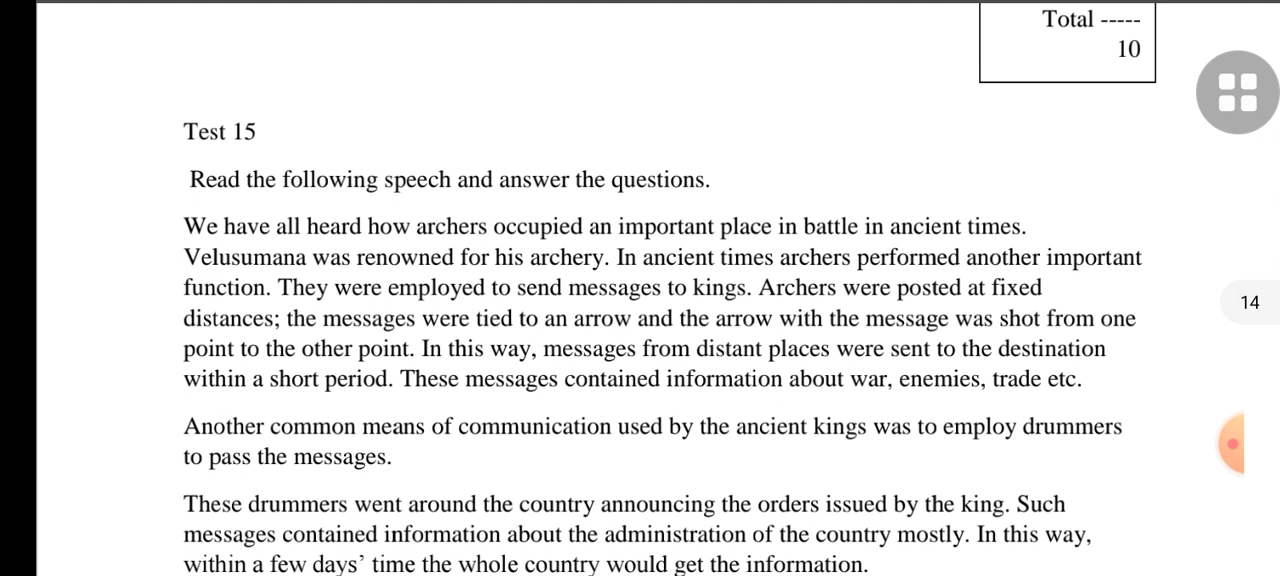 Total -----
10
Test 15
Read the following speech and answer the questions.
We have all heard how archers occupied an important place in battle in ancient times.
Velusumana was renowned for his archery. In ancient times archers performed another important
function. They were employed to send messages to kings. Archers were posted at fixed
distances; the messages were tied to an arrow and the arrow with the message was shot from one
point to the other point. In this way, messages from distant places were sent to the destination
within a short period. These messages contained information about war, enemies, trade etc.
14
Another common means of communication used by the ancient kings was to employ drummers
to pass the messages.
These drummers went around the country announcing the orders issued by the king. Such
messages contained information about the administration of the country mostly. In this way,
within a few days’ time the whole country would get the information.